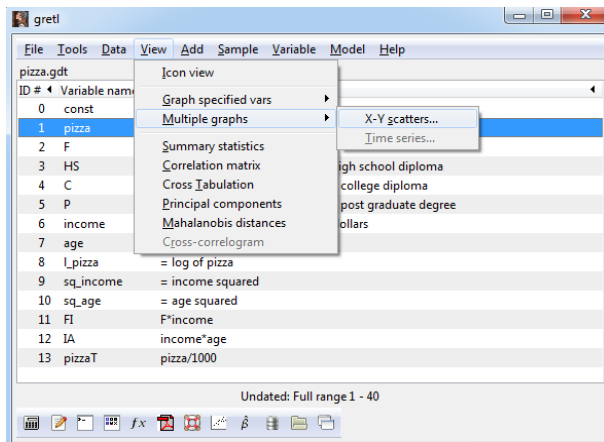 gretl
File Tools Data View Add Sample Variable Model Help
pizza.gdt
ID # Variable name
Icon view
Graph specified vars
Multiple graphs
Summary statistics
Correlation matrix
Cross Tabulation
Principal components
Mahalanobis distances
Cross-correlogram
X-Y scatters...
Time series...
0 const
1 pizza
2 F
3 HS igh school diploma
4 C college diploma
5 P post graduate degree
6 income ollars
7 age
8 l_pizza = log of pizza
9 sq_income = income squared
10 sq_age = age squared
11 FI F*income
12 IA income*age
13 pizzaT pizza/1000
Undated: Full range 1 - 40
fx β̂